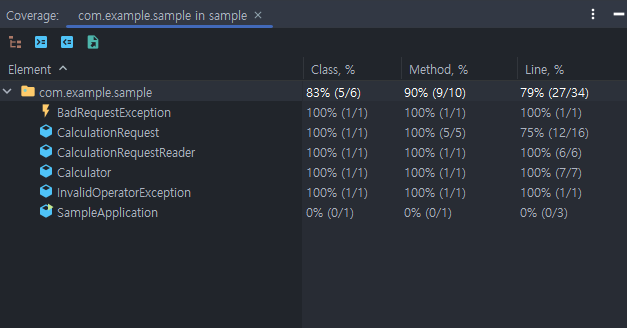 Coverage: com.example.sample in sample ×
Element Class, % Method, % Line, %
com.example.sample 83% (5/6) 90% (9/10) 79% (27/34)
BadRequestException 100% (1/1) 100% (1/1) 100% (1/1)
CalculationRequest 100% (1/1) 100% (5/5) 75% (12/16)
CalculationRequestReader 100% (1/1) 100% (1/1) 100% (6/6)
Calculator 100% (1/1) 100% (1/1) 100% (7/7)
InvalidOperatorException 100% (1/1) 100% (1/1) 100% (1/1)
SampleApplication 0% (0/1) 0% (0/1) 0% (0/3)